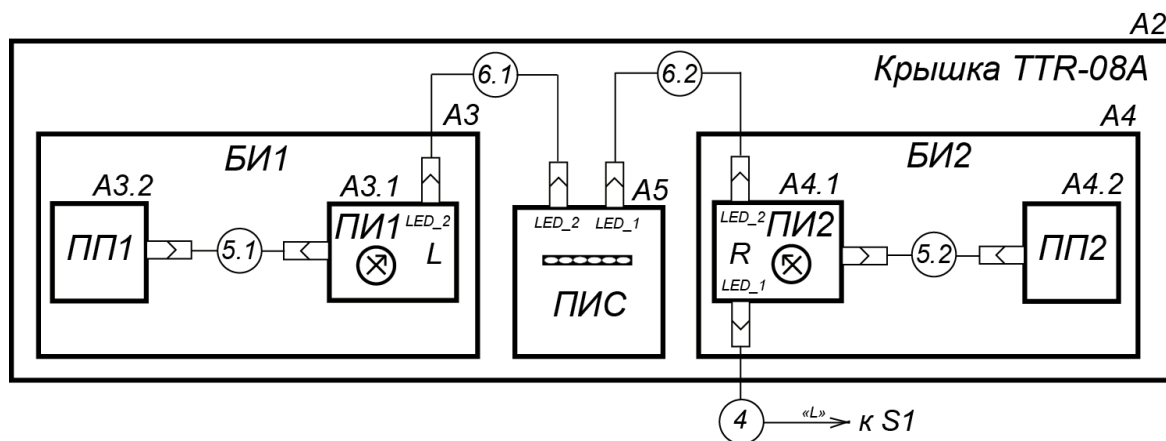 A2
Крышка TTR-08A
6.1
6.2
A3
A4
БИ1
БИ2
A3.2
A3.1
A5
A4.1
A4.2
ПП1
5.1
ПИ1
LED_2
L
LED_2
LED_1
ПИС
LED_2
ПИ2
R
LED_1
5.2
ПП2
4
«L»
к S1